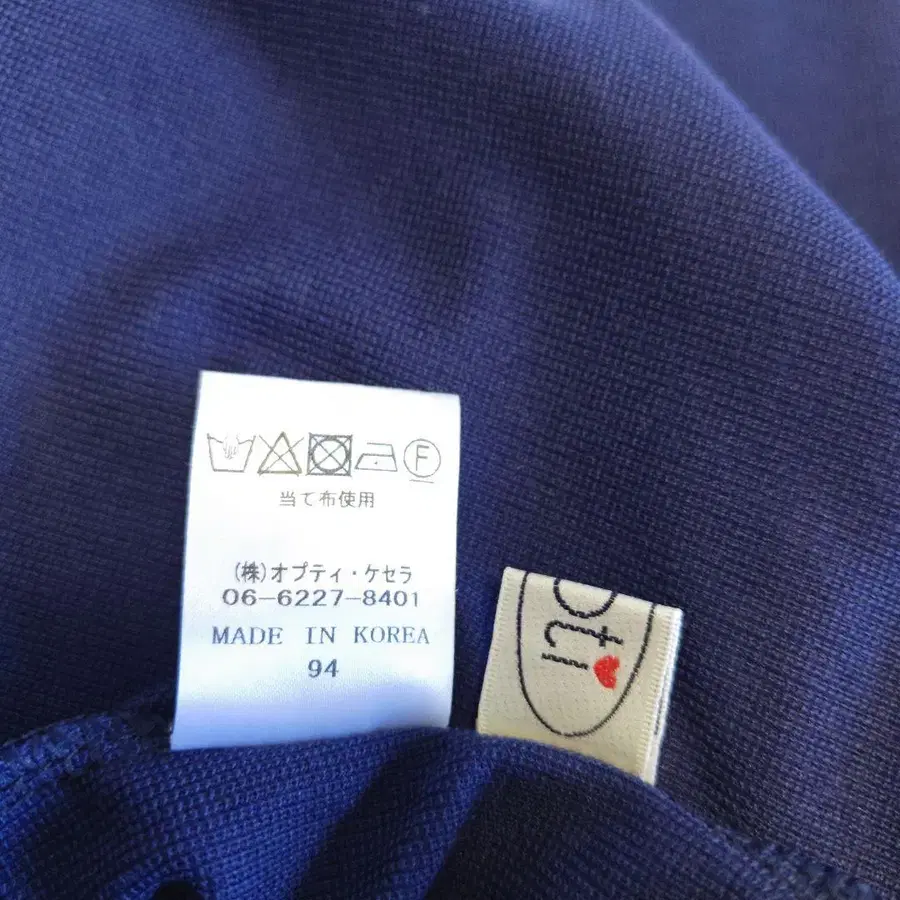 F
当て布使用
(株)オプティ・ケセラ
06-6227-8401
MADE IN KOREA
94
oti